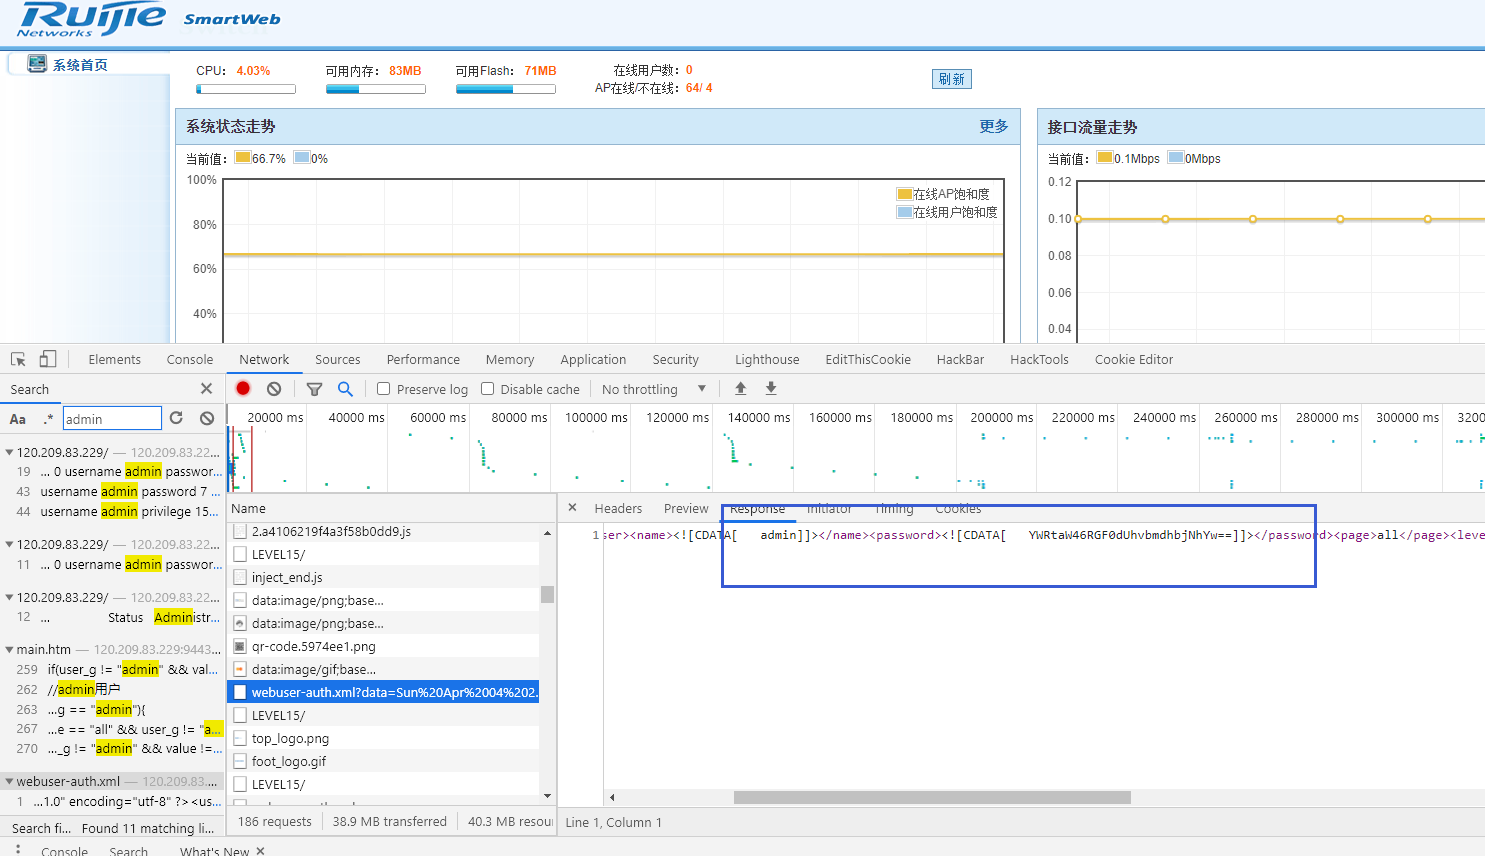 Ruijie
Networks
SmartWeb
系统首页
CPU： 4.03%
可用内存： 83MB
可用Flash： 71MB
在线用户数： 0
AP在线/不在线： 64/ 4
刷新
系统状态走势
更多
当前值： 66.7% 0%
100%
80%
60%
40%
在线AP饱和度
在线用户饱和度
接口流量走势
当前值： 0.1Mbps 0Mbps
0.12
0.10
0.08
0.06
0.04
Elements Console Network Sources Performance Memory Application Security Lighthouse EditThisCookie HackBar HackTools Cookie Editor
Search
Preserve log Disable cache No throttling
Aa .* admin
20000 ms 40000 ms 60000 ms 80000 ms 100000 ms 120000 ms 140000 ms 160000 ms 180000 ms 200000 ms 220000 ms 240000 ms 260000 ms 280000 ms 300000 ms 3200
120.209.83.229/ — 120.209.83.22...
19 ... 0 username admin passwor...
43 username admin password 7 ...
44 username admin privilege 15...
120.209.83.229/ — 120.209.83.22...
11 ... 0 username admin passwor...
120.209.83.229/ — 120.209.83.22...
12 ... Status Administr...
main.htm — 120.209.83.229:9443...
259 if(user_g != "admin" && val...
262 //admin用户
263 ...g == "admin"){
267 ...e == "all" && user_g != "a...
270 ..._g != "admin" && value !=...
webuser-auth.xml — 120.209.83....
1 ...1.0" encoding="utf-8" ?> <us...
Search fi... Found 11 matching li...
Name
2.a4106219f4a3f58b0dd9.js
LEVEL15/
inject_end.js
data:image/png;base...
data:image/png;base...
qr-code.5974ee1.png
data:image/gif;base...
webuser-auth.xml?data=Sun%20Apr%2004%202.
LEVEL15/
top_logo.png
foot_logo.gif
LEVEL15/
186 requests 38.9 MB transferred 40.3 MB resou
Headers Preview Response Initiator Timing Cookies
1 ser><name><![CDATA[ admin]]></name><password><![CDATA[ YWRtaW46RGF0dUhvbmdhbjNhYw==]]></password><page>all</page><leve
Line 1, Column 1
Console Search What's New